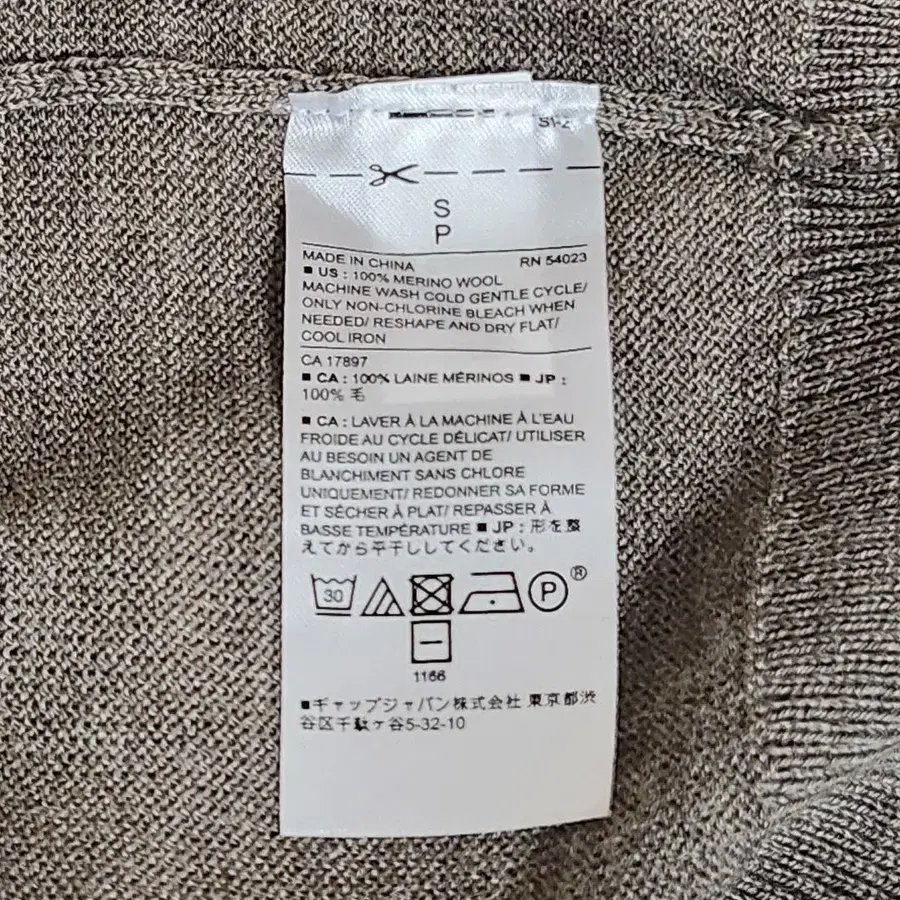 S
P
MADE IN CHINA RN 54023
■ US : 100% MERINO WOOL
MACHINE WASH COLD GENTLE CYCLE/
ONLY NON-CHLORINE BLEACH WHEN
NEEDED/ RESHAPE AND DRY FLAT/
COOL IRON
CA 17897
■ CA : 100% LAINE MÉRINOS ■ JP :
100% 毛
■ CA : LAVER À LA MACHINE À L'EAU
FROIDE AU CYCLE DÉLICAT/ UTILISER
AU BESOIN UN AGENT DE
BLANCHIMENT SANS CHLORE
UNIQUEMENT/ REDONNER SA FORME
ET SÉCHER À PLAT/ REPASSER À
BASSE TEMPÉRATURE ■ JP : 形を整
えてから平干ししてください。
30 P ®
1166
■ギャップジャパン株式会社 東京都渋
谷区千駄ヶ谷5-32-10